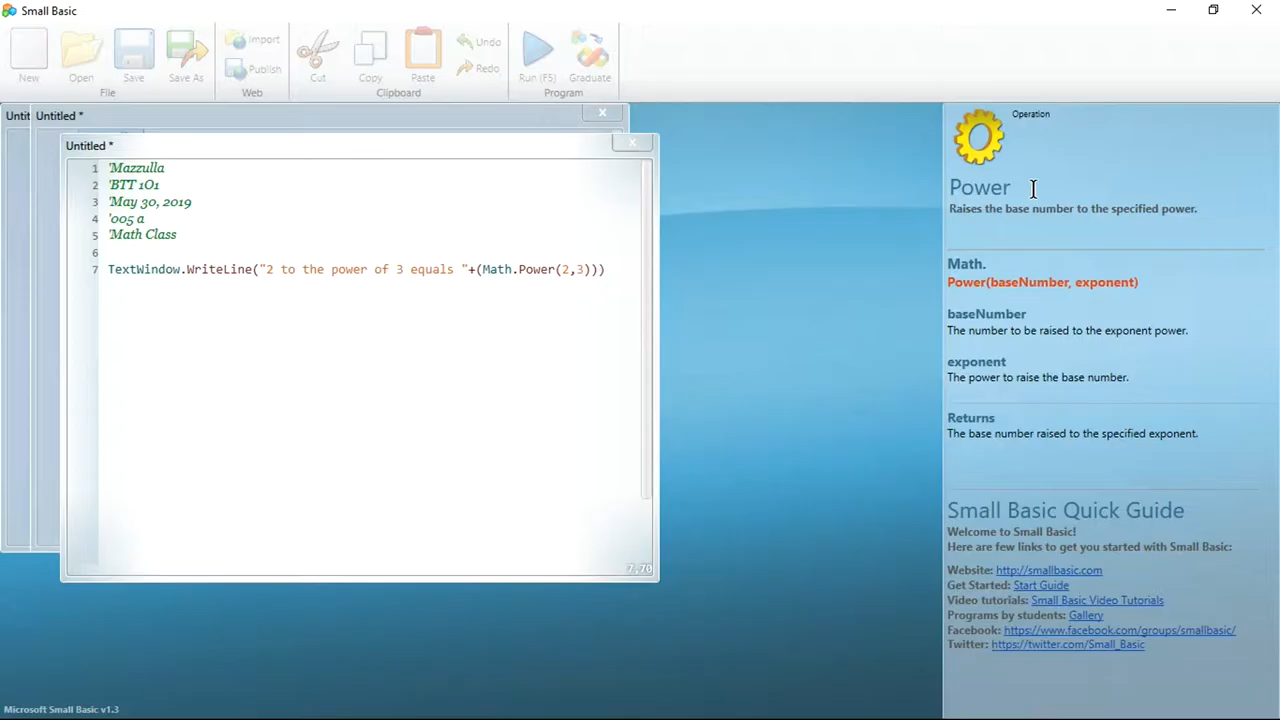 Small Basic
New
Open
Save
Save As
Import
Publish
Cut
Copy
Paste
Undo
Redo
Run (F5)
Graduate
File
Web
Clipboard
Program
Untit
Untitled *
Untitled *
1 'Mazzulla
2 'BTT 1O1
3 'May 30, 2019
4 '005 a
5 'Math Class
6
7 TextWindow.WriteLine("2 to the power of 3 equals "+(Math.Power(2,3)))
7,70
Operation
Power
Raises the base number to the specified power.
Math.
Power(baseNumber, exponent)
baseNumber
The number to be raised to the exponent power.
exponent
The power to raise the base number.
Returns
The base number raised to the specified exponent.
Small Basic Quick Guide
Welcome to Small Basic!
Here are few links to get you started with Small Basic:
Website: http://smallbasic.com
Get Started: Start Guide
Video tutorials: Small Basic Video Tutorials
Programs by students: Gallery
Facebook: https://www.facebook.com/groups/smallbasic/
Twitter: https://twitter.com/Small_Basic
Microsoft Small Basic v1.3